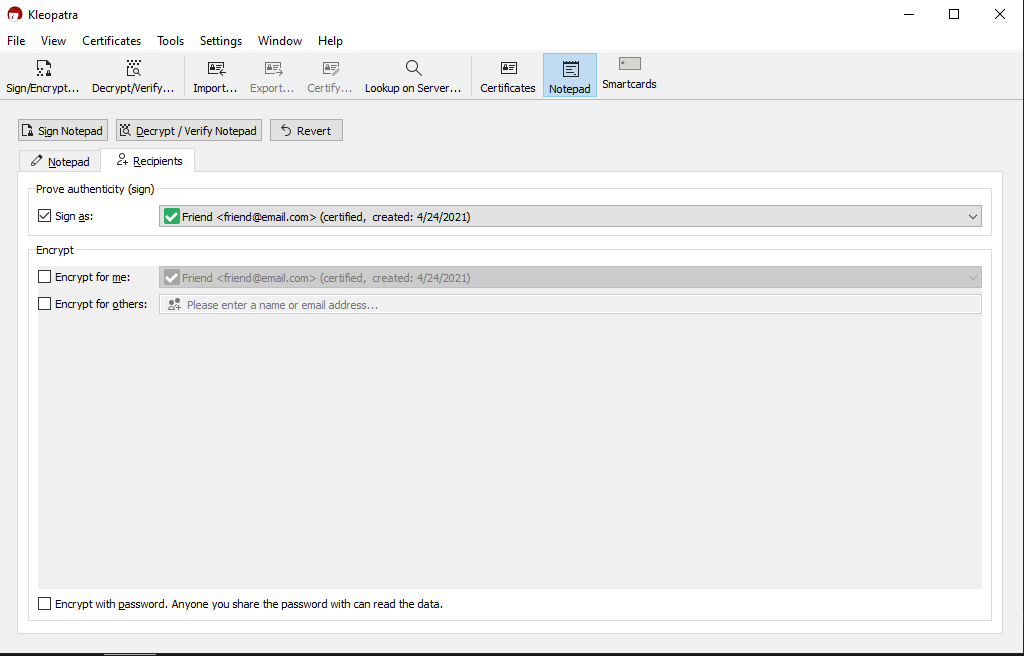 Kleopatra
File View Certificates Tools Settings Window Help
Sign/Encrypt... Decrypt/Verify... Import... Export... Certify... Lookup on Server... Certificates Notepad Smartcards
Sign Notepad Decrypt / Verify Notepad Revert
Notepad Recipients
Prove authenticity (sign)
Sign as: Friend <friend@email.com> (certified, created: 4/24/2021)
Encrypt
Encrypt for me: Friend <friend@email.com> (certified, created: 4/24/2021)
Encrypt for others: Please enter a name or email address...
Encrypt with password. Anyone you share the password with can read the data.